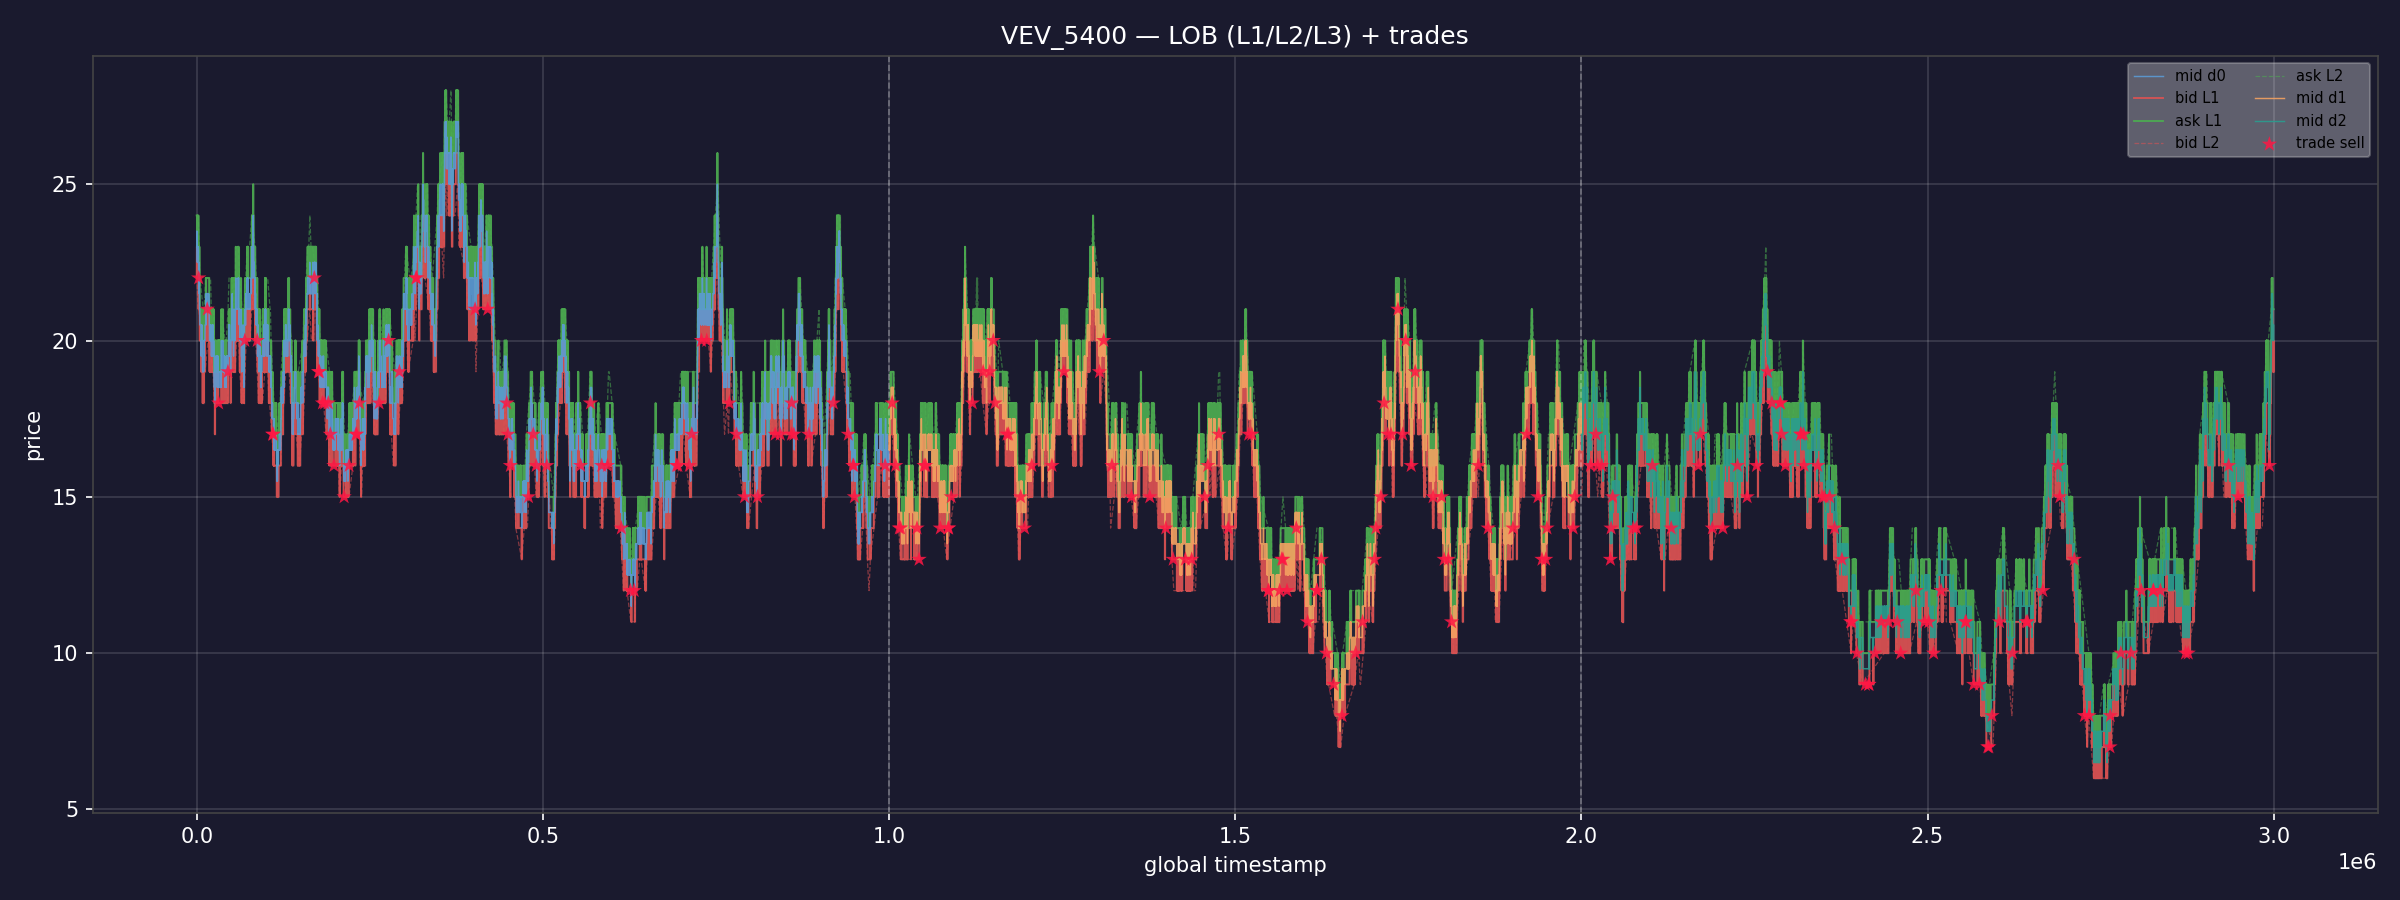 VEV_5400 — LOB (L1/L2/L3) + trades
mid d0
bid L1
ask L1
bid L2
ask L2
mid d1
mid d2
trade sell
price
25
20
15
10
5
0.0
0.5
1.0
1.5
2.0
2.5
3.0
1e6
global timestamp